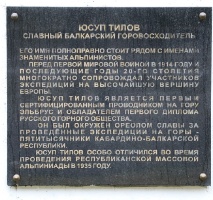 ЮСУП ТИЛОВ
СЛАВНЫЙ БАЛКАРСКИЙ ГОРОВОСХОДИТЕЛЬ
ЕГО ИМЯ ПОЛНОПРАВНО СТОИТ РЯДОМ С ИМЕНАМИ
ЗНАМЕНИТЫХ АЛЬПИНИСТОВ.
ПЕРЕД ПЕРВОЙ МИРОВОЙ ВОЙНОЙ В 1914 ГОДУ И
ПОСЛЕДУЮЩИЕ ГОДЫ 20-ГО СТОЛЕТИЯ
МНОГОКРАТНО СОПРОВОЖДАЛ УЧАСТНИКОВ
ЭКСПЕДИЦИЙ НА ВЫСОЧАЙШУЮ ВЕРШИНУ
ЕВРОПЫ.
ЮСУП ТИЛОВ ЯВЛЯЕТСЯ ПЕРВЫМ
СЕРТИФИЦИРОВАННЫМ ПРОВОДНИКОМ НА ГОРУ
ЭЛЬБРУС И ОБЛАДАТЕЛЕМ ПЕРВОГО ДИПЛОМА
РУССКОГО ГОРНОГО ОБЩЕСТВА.
ОН БЫЛ ОКРУЖЕН ОРЕОЛОМ СЛАВЫ ЗА
ПРОВЕДЕННЫЕ ЭКСПЕДИЦИИ НА ГОРЫ -
ПЯТИТЫСЯЧНИКИ КАБАРДИНО-БАЛКАРСКОЙ
РЕСПУБЛИКИ.
ЮСУП ТИЛОВ ОСОБО ОТЛИЧИЛСЯ ВО ВРЕМЯ
ПРОВЕДЕНИЯ РЕСПУБЛИКАНСКОЙ МАССОВОЙ
АЛЬПИНИАДЫ В 1935 ГОДУ.